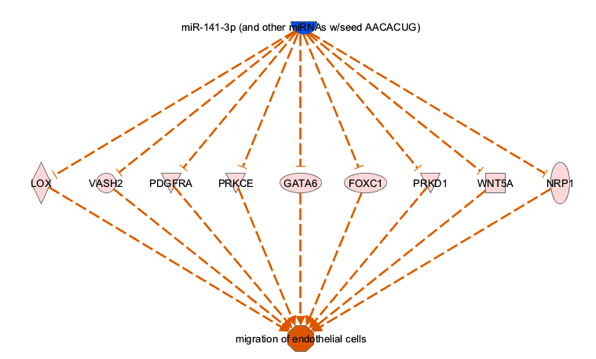 miR-141-3p (and other miRNAs w/seed AACACUG)
LOX VASH2 PDGFRA PRKCE GATA6 FOXC1 PRKD1 WNT5A NRP1
migration of endothelial cells